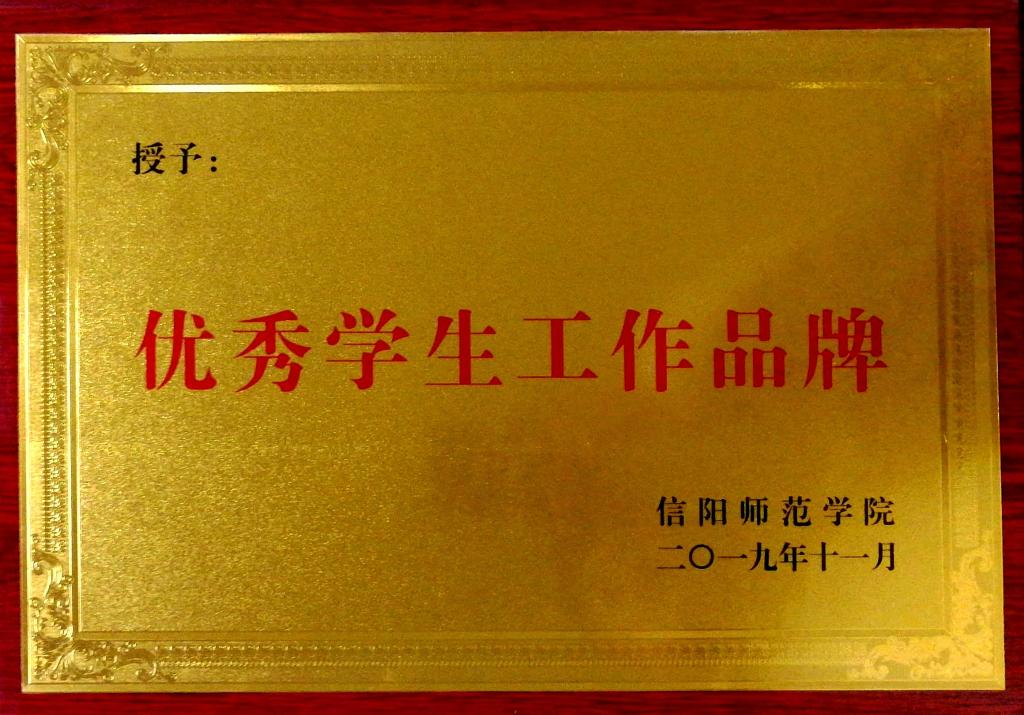 授予：
优秀学生工作品牌
信阳师范学院
二〇一九年十一月